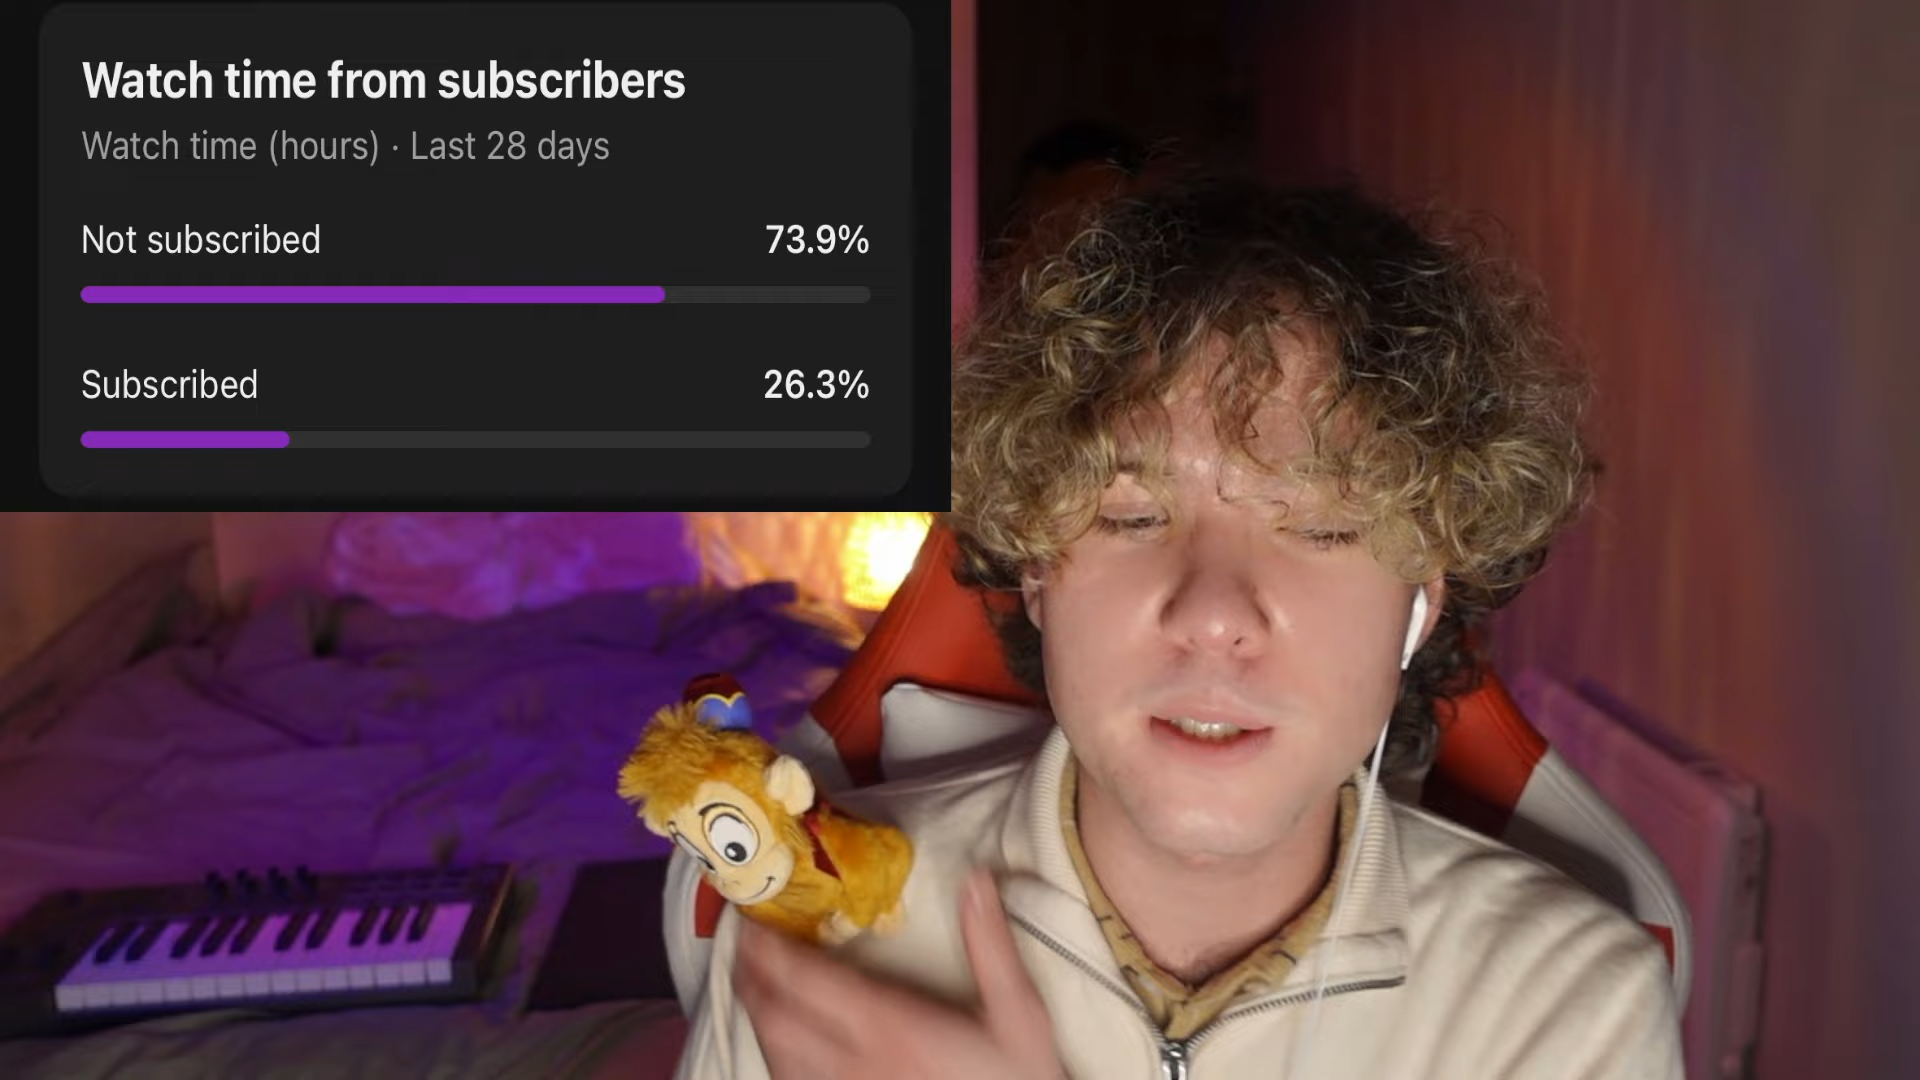 Watch time from subscribers
Watch time (hours) · Last 28 days
Not subscribed 73.9%
Subscribed 26.3%